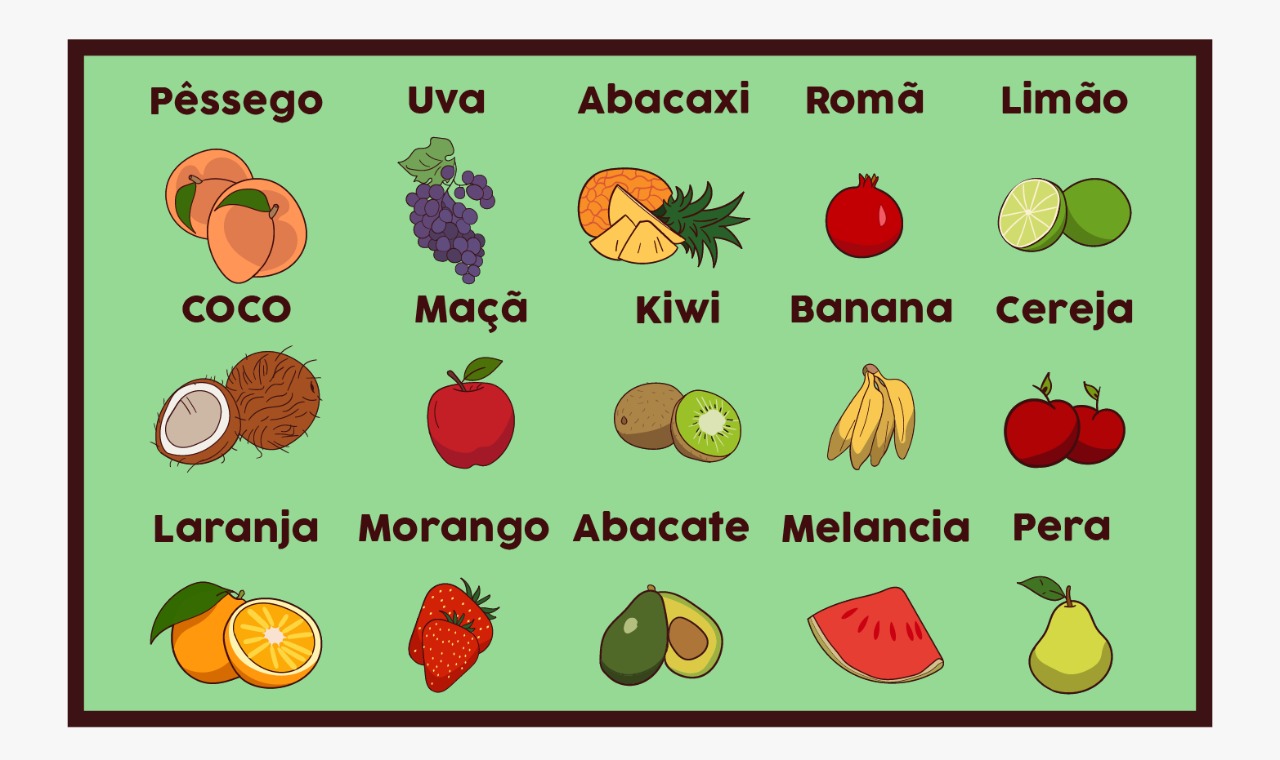 Pêssego Uva Abacaxi Romã Limão
COCO Maçã Kiwi Banana Cereja
Laranja Morango Abacate Melancia Pera